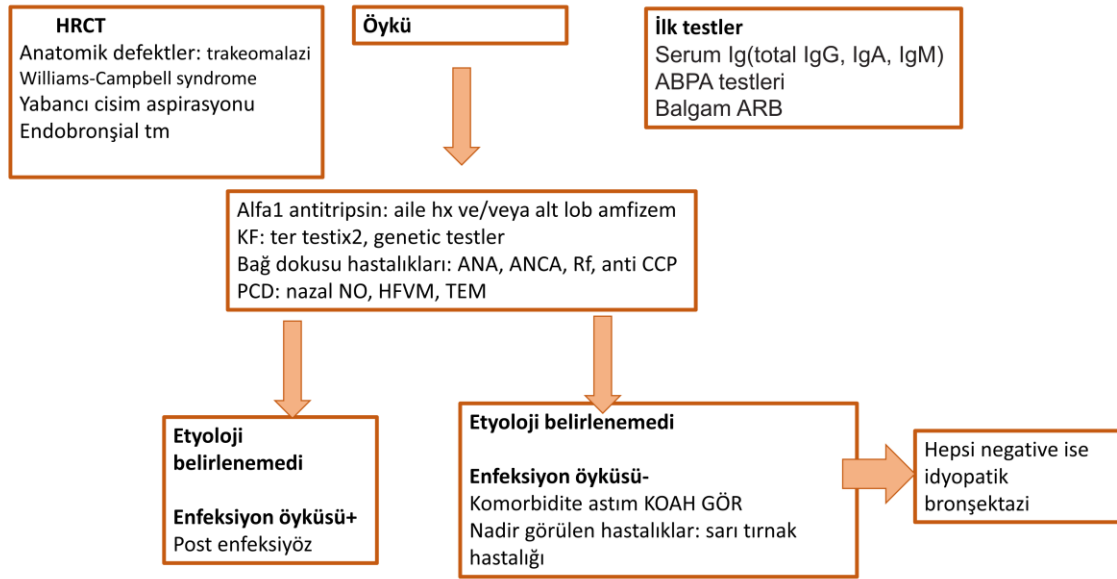 HRCT
Anatomik defektler: trakeomalazi
Williams-Campbell syndrome
Yabancı cisim aspirasyonu
Endobronşial tm
Öykü
İlk testler
Serum Ig(total IgG, IgA, IgM)
ABPA testleri
Balgam ARB
Alfa1 antitripsin: aile hx ve/veya alt lob amfizem
KF: ter testix2, genetic testler
Bağ dokusu hastalıkları: ANA, ANCA, Rf, anti CCP
PCD: nazal NO, HFVM, TEM
Etyoloji
belirlenemedi
Enfeksiyon öyküsü+
Post enfeksiyöz
Etyoloji belirlenemedi
Enfeksiyon öyküsü-
Komorbidite astım KOAH GÖR
Nadir görülen hastalıklar: sarı tırnak
hastalığı
Hepsi negative ise
idyopatik
bronşektazi